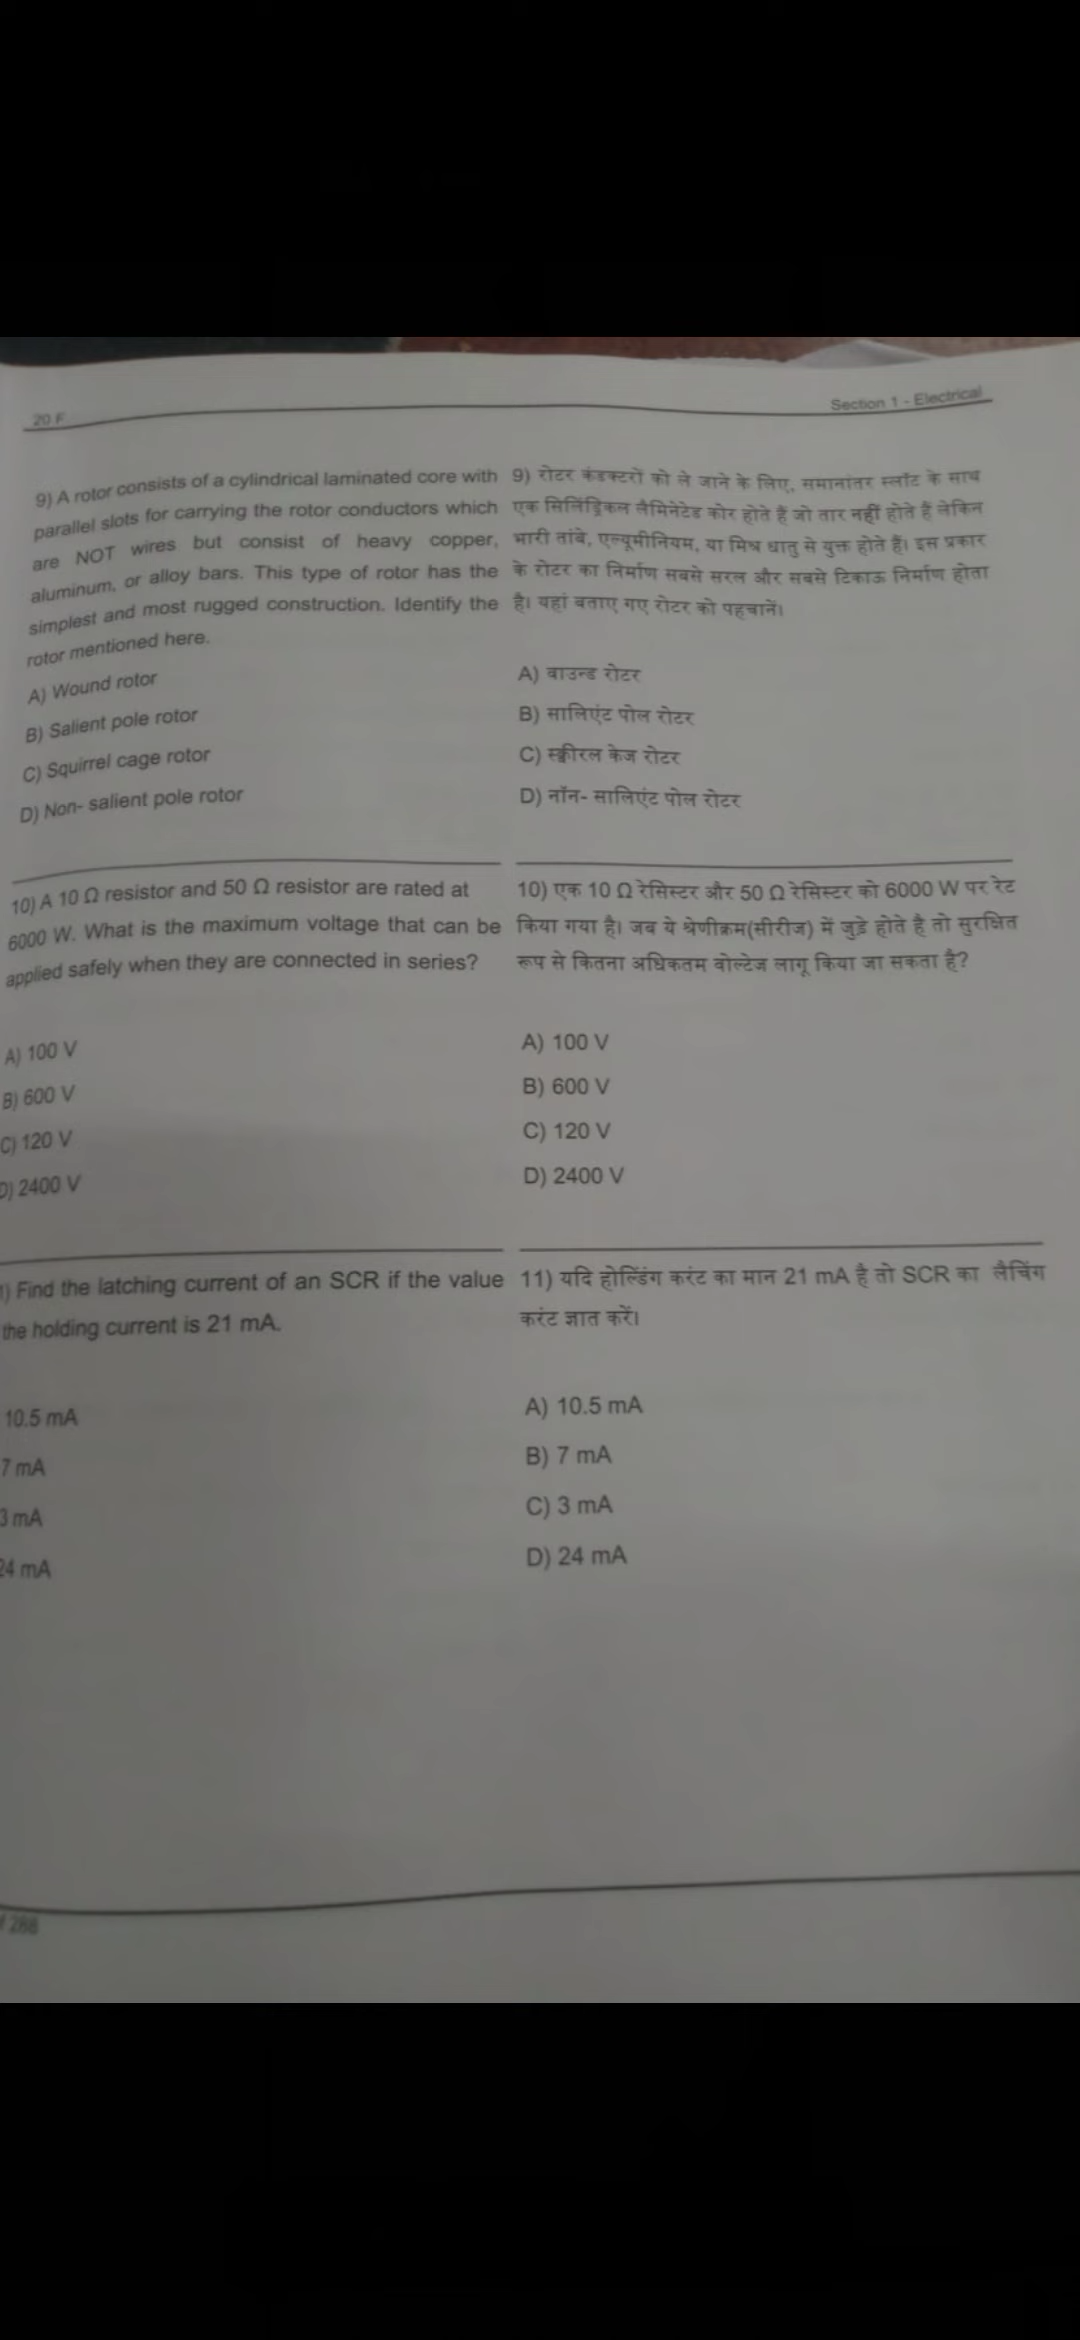 20 F
Section 1 - Electrical
9) A rotor consists of a cylindrical laminated core with
parallel slots for carrying the rotor conductors which
are NOT wires but consist of heavy copper,
aluminum, or alloy bars. This type of rotor has the
simplest and most rugged construction. Identify the
rotor mentioned here.
A) Wound rotor
B) Salient pole rotor
C) Squirrel cage rotor
D) Non- salient pole rotor
9) रोटर कंडक्टरों को ले जाने के लिए, समानांतर स्लॉट के साथ
एक सिलिंड्रिकल लैमिनेटेड कोर होते हैं जो तार नहीं होते हैं लेकिन
भारी तांबे, एल्यूमीनियम, या मिश्र धातु से युक्त होते हैं। इस प्रकार
के रोटर का निर्माण सबसे सरल और सबसे टिकाऊ निर्माण होता
है। यहां बताए गए रोटर को पहचानें।
A) वाउन्ड रोटर
B) सालिएंट पोल रोटर
C) स्क्वीरल केज रोटर
D) नॉन- सालिएंट पोल रोटर
10) A 10 Ω resistor and 50 Ω resistor are rated at
6000 W. What is the maximum voltage that can be
applied safely when they are connected in series?
A) 100 V
B) 600 V
C) 120 V
D) 2400 V
10) एक 10 Ω रेसिस्टर और 50 Ω रेसिस्टर को 6000 W पर रेट
किया गया है। जब ये श्रेणीक्रम(सीरीज) में जुड़े होते है तो सुरक्षित
रूप से कितना अधिकतम वोल्टेज लागू किया जा सकता है?
A) 100 V
B) 600 V
C) 120 V
D) 2400 V
) Find the latching current of an SCR if the value
the holding current is 21 mA.
10.5 mA
7 mA
3 mA
24 mA
11) यदि होल्डिंग करंट का मान 21 mA है तो SCR का लैचिंग
करंट ज्ञात करें।
A) 10.5 mA
B) 7 mA
C) 3 mA
D) 24 mA
f 288